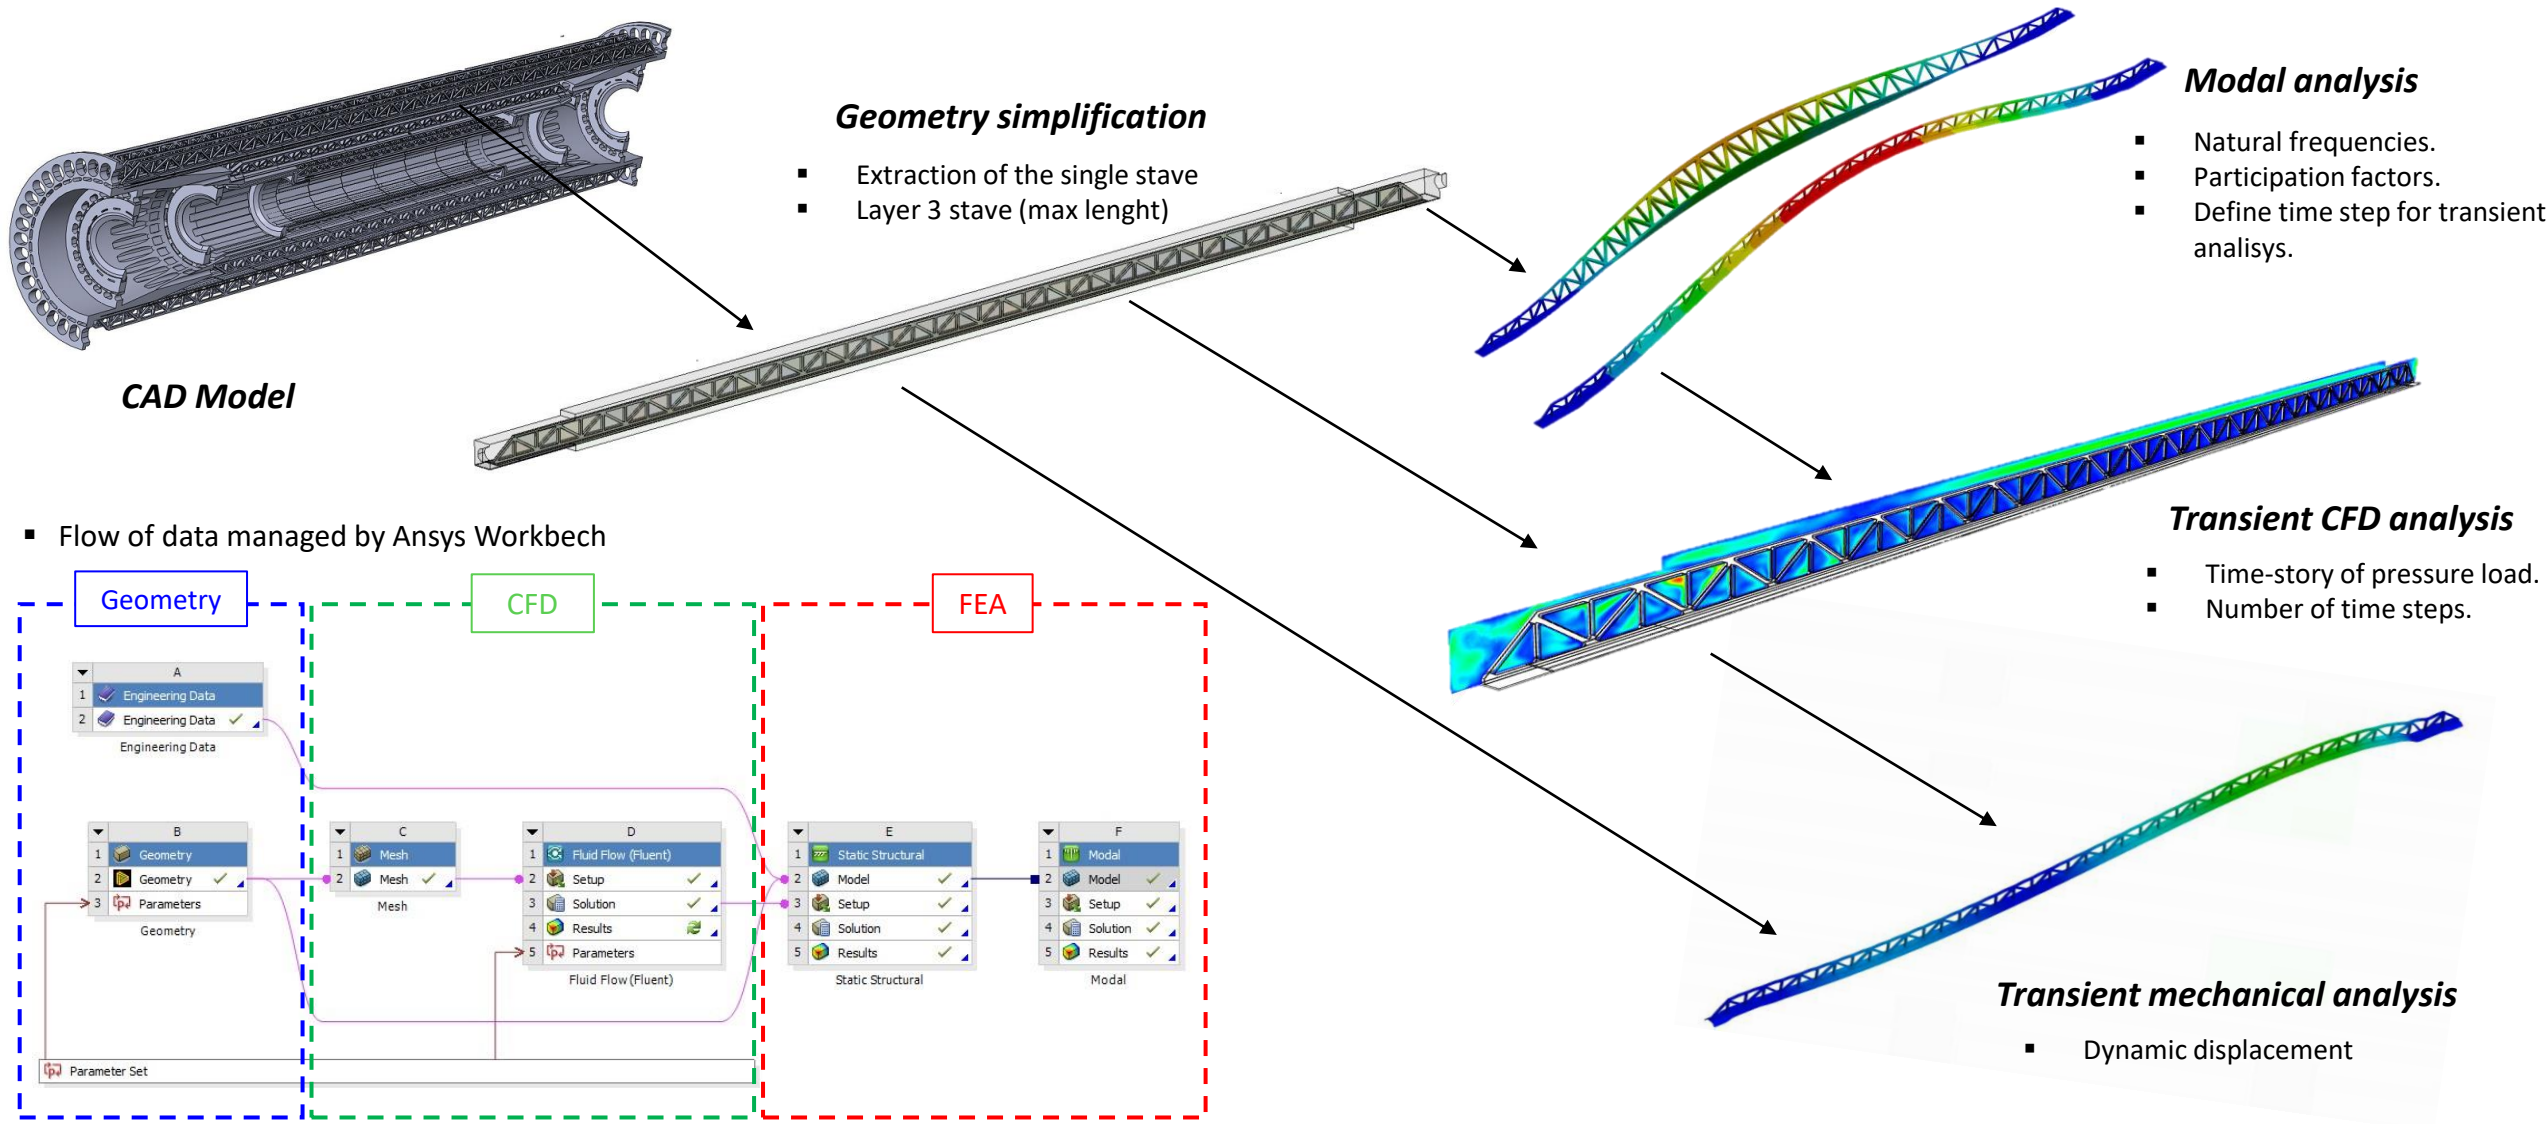 Geometry simplification
▪ Extraction of the single stave
▪ Layer 3 stave (max lenght)
Modal analysis
▪ Natural frequencies.
▪ Participation factors.
▪ Define time step for transient
analisys.
CAD Model
Transient CFD analysis
▪ Time-story of pressure load.
▪ Number of time steps.
Transient mechanical analysis
▪ Dynamic displacement
▪ Flow of data managed by Ansys Workbech
Geometry
CFD
FEA
A
1 Engineering Data
2 Engineering Data
Engineering Data
B
1 Geometry
2 Geometry
3 Parameters
Geometry
C
1 Mesh
2 Mesh
Mesh
D
1 Fluid Flow (Fluent)
2 Setup
3 Solution
4 Results
5 Parameters
Fluid Flow (Fluent)
E
1 Static Structural
2 Model
3 Setup
4 Solution
5 Results
Static Structural
F
1 Modal
2 Model
3 Setup
4 Solution
5 Results
Modal
Parameter Set